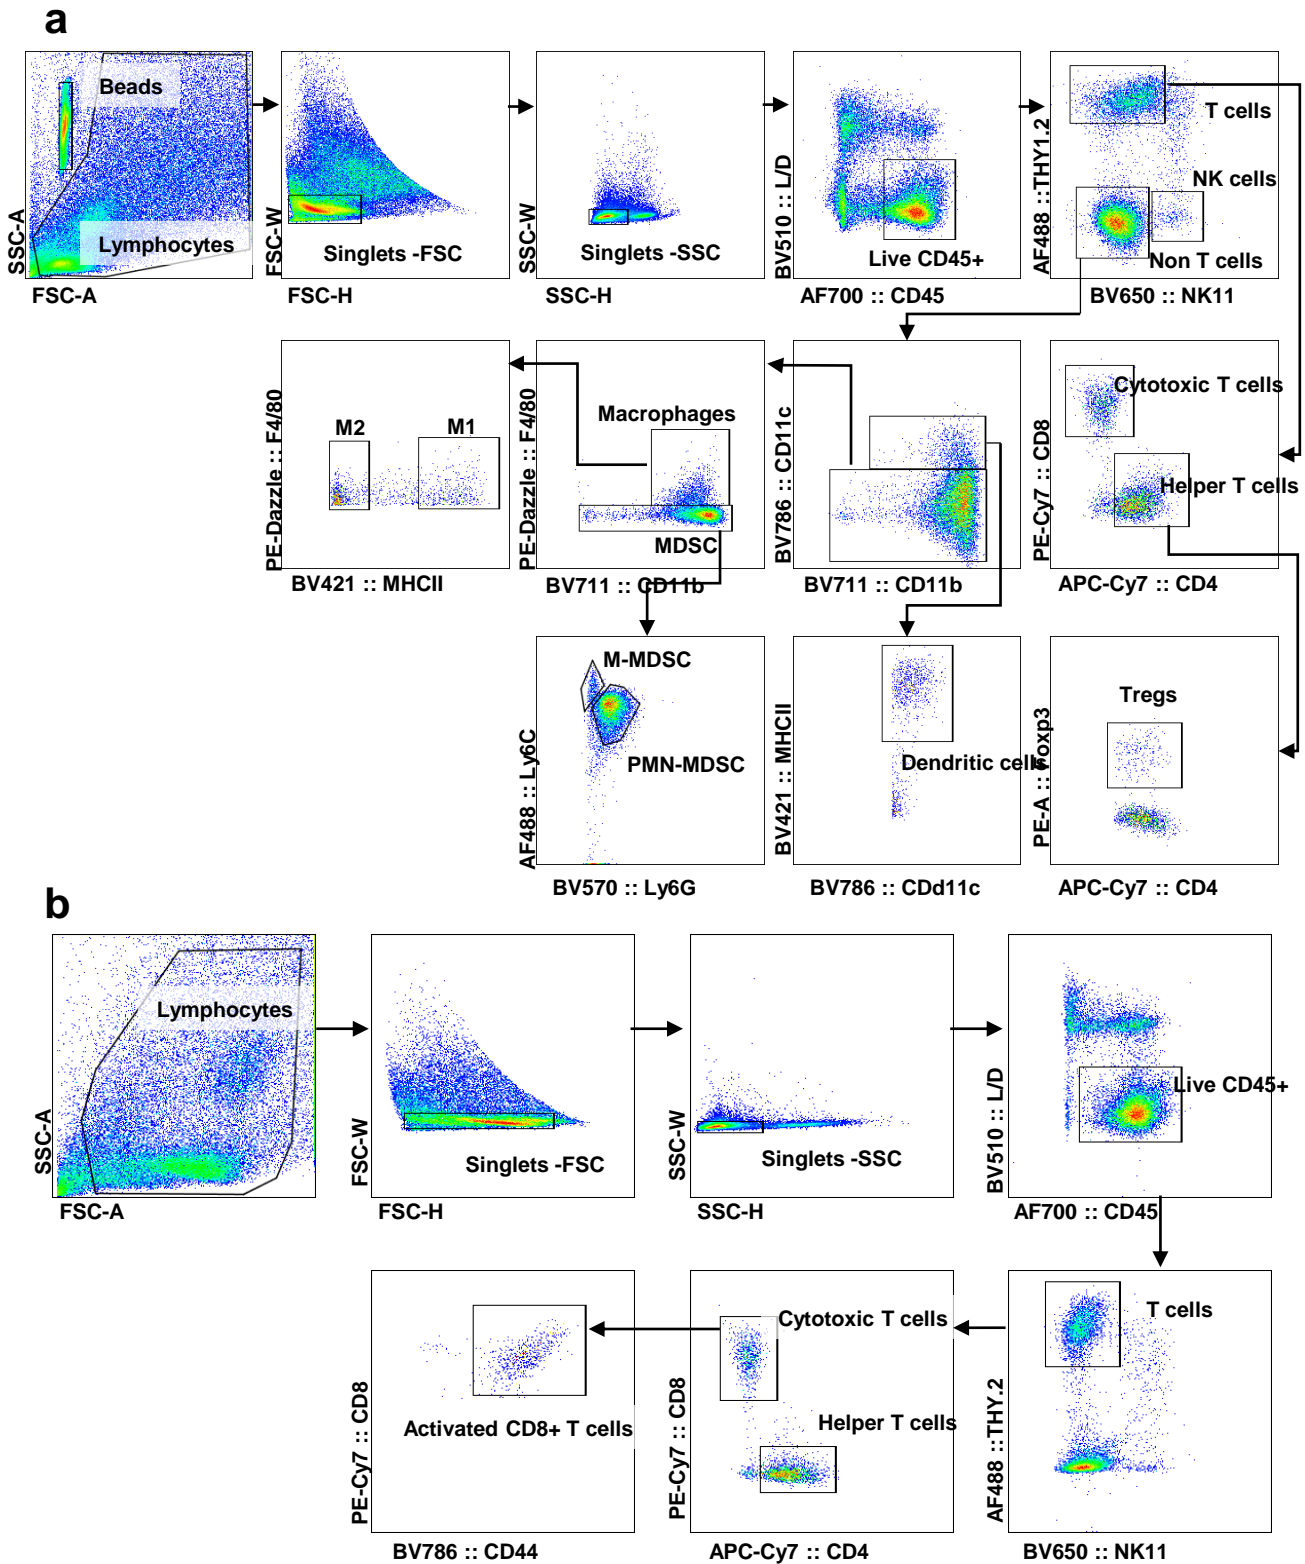 a
Beads
Lymphocytes
SSC-A
FSC-A
Singlets -FSC
FSC-W
FSC-H
Singlets -SSC
SSC-W
SSC-H
Live CD45+
BV510 :: L/D
AF700 :: CD45
T cells
NK cells
Non T cells
AF488 ::THY1.2
BV650 :: NK11
M2
M1
PE-Dazzle :: F4/80
BV421 :: MHCII
Macrophages
MDSC
PE-Dazzle :: F4/80
BV711 :: CD11b
BV786 :: CD11c
BV711 :: CD11b
Cytotoxic T cells
Helper T cells
PE-Cy7 :: CD8
APC-Cy7 :: CD4
M-MDSC
PMN-MDSC
AF488 :: Ly6C
BV570 :: Ly6G
Dendritic cells
BV421 :: MHCII
BV786 :: CDd11c
Tregs
PE-A :: Foxp3
APC-Cy7 :: CD4
b
Lymphocytes
SSC-A
FSC-A
Singlets -FSC
FSC-W
FSC-H
Singlets -SSC
SSC-W
SSC-H
Live CD45+
BV510 :: L/D
AF700 :: CD45
Activated CD8+ T cells
PE-Cy7 :: CD8
BV786 :: CD44
Cytotoxic T cells
Helper T cells
PE-Cy7 :: CD8
APC-Cy7 :: CD4
T cells
AF488 ::THY.2
BV650 :: NK11